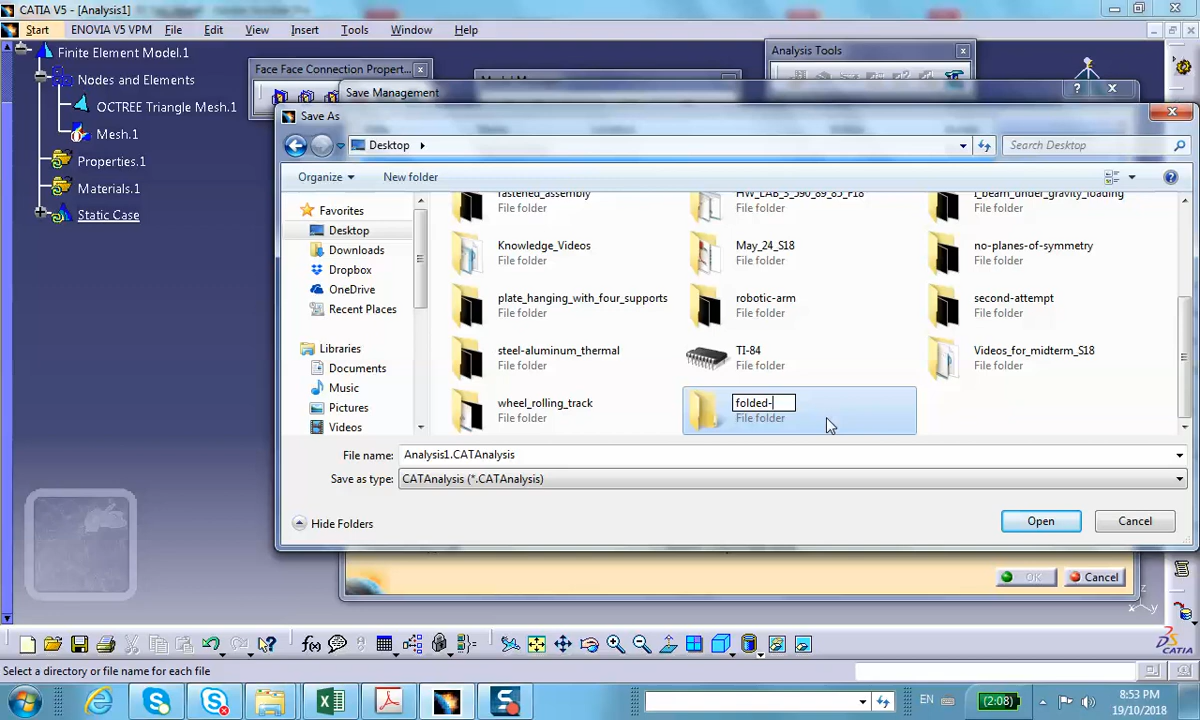 CATIA V5 - [Analysis1]
Start
ENOVIA V5 VPM
File
Edit
View
Insert
Tools
Window
Help
Finite Element Model.1
Nodes and Elements
OCTREE Triangle Mesh.1
Mesh.1
Properties.1
Materials.1
Static Case
Face Face Connection Propert...
Analysis Tools
Save Management
Save As
Desktop
Search Desktop
Organize
New folder
Favorites
Desktop
Downloads
Dropbox
OneDrive
Recent Places
Libraries
Documents
Music
Pictures
Videos
fastened_assembly
File folder
HW_LAB_5_390_89_85_F18
File folder
I_beam_under_gravity_loading
File folder
Knowledge_Videos
File folder
May_24_S18
File folder
no-planes-of-symmetry
File folder
plate_hanging_with_four_supports
File folder
robotic-arm
File folder
second-attempt
File folder
steel-aluminum_thermal
File folder
TI-84
File folder
Videos_for_midterm_S18
File folder
wheel_rolling_track
File folder
folded-
File folder
File name:
Analysis1.CATAnalysis
Save as type:
CATAnalysis (*.CATAnalysis)
Hide Folders
Open
Cancel
OK
Cancel
Select a directory or file name for each file
CATIA
EN
(2:08)
8:53 PM
19/10/2018